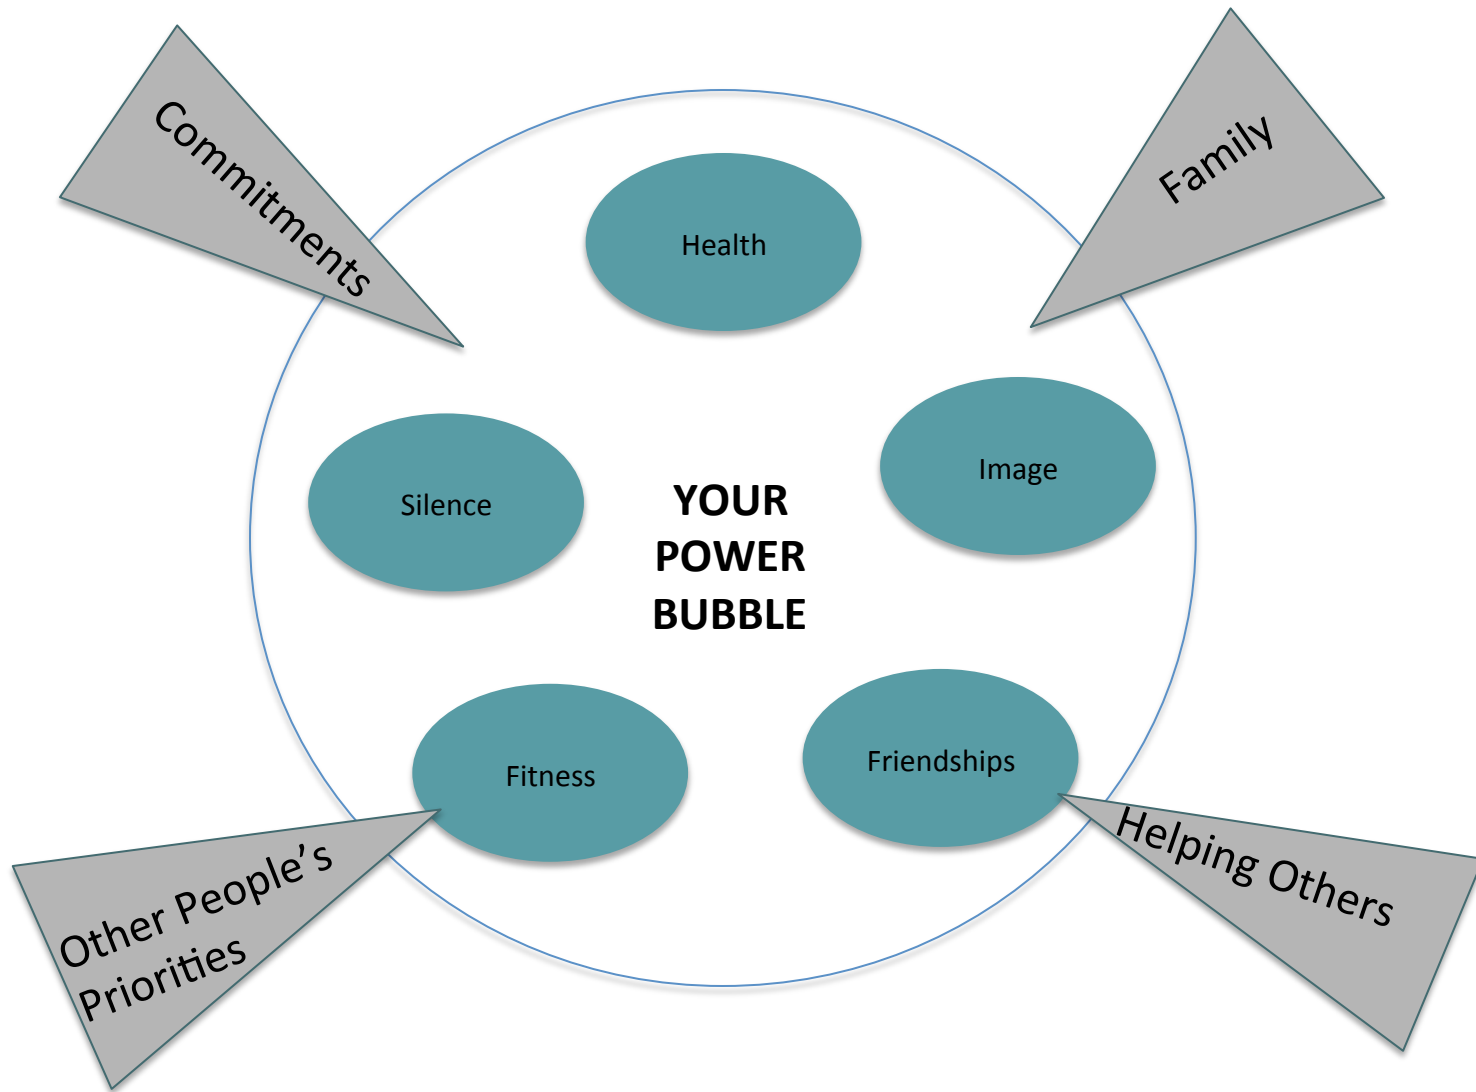 Commitments
Family
Health
Image
Silence
YOUR
POWER
BUBBLE
Fitness
Friendships
Other People’s
Priorities
Helping Others